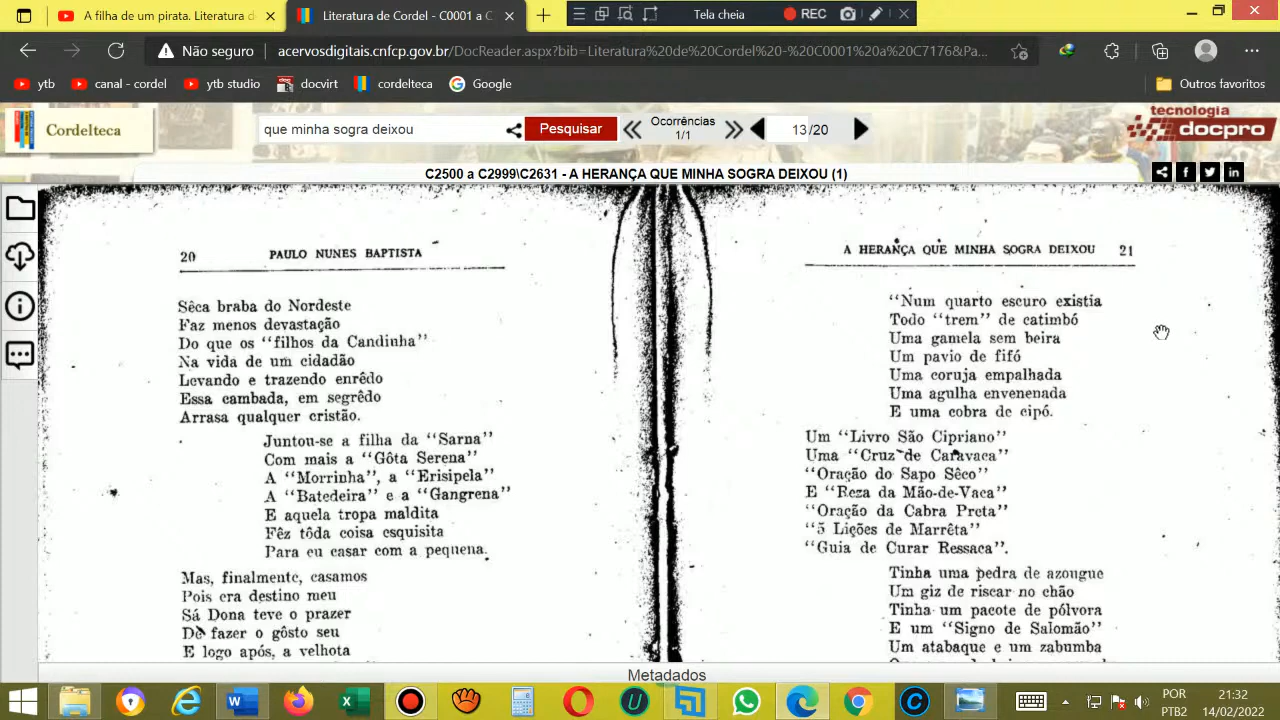 A filha de um pirata. Literatura d
Literatura de Cordel - C0001 a C
Tela cheia
REC
Não seguro
acervosdigitais.cnfcp.gov.br/DocReader.aspx?bib=Literatura%20de%20Cordel%20-%20C0001%20a%20C7176&Pa...
ytb
canal - cordel
ytb studio
docvirt
cordelteca
Google
Outros favoritos
Cordelteca
que minha sogra deixou
Pesquisar
Ocorrências
1/1
13/20
tecnologia
docpro
C2500 a C2999\C2631 - A HERANÇA QUE MINHA SOGRA DEIXOU (1)
20 PAULO NUNES BAPTISTA
Sêca braba do Nordeste
Faz menos devastação
Do que os "filhos da Candinha"
Na vida de um cidadão
Levando e trazendo enrêdo
Essa cambada, em segrêdo
Arrasa qualquer cristão.
Juntou-se a filha da "Sarna"
Com mais a "Gôta Serena"
A "Morrinha", a "Erisipela"
A "Batedeira" e a "Gangrena"
E aquela tropa maldita
Fêz tôda coisa esquisita
Para eu casar com a pequena.
Mas, finalmente, casamos
Pois era destino meu
Sá Dona teve o prazer
De fazer o gôsto seu
E logo após, a velhota
A HERANÇA QUE MINHA SOGRA DEIXOU 21
"Num quarto escuro existia
Todo "trem" de catimbó
Uma gamela sem beira
Um pavio de fifó
Uma coruja empalhada
Uma agulha envenenada
E uma cobra de cipó.
Um "Livro São Cipriano"
Uma "Cruz de Caravaca"
"Oração do Sapo Sêco"
E "Reza da Mão-de-Vaca"
"Oração da Cabra Preta"
"5 Lições de Marrêta"
"Guia de Curar Ressaca".
Tinha uma pedra de azougue
Um giz de riscar no chão
Tinha um pacote de pólvora
E um "Signo de Salomão"
Um atabaque e um zabumba
Metadados
POR
PTB2
21:32
14/02/2022